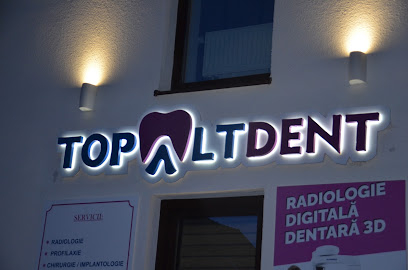 TOPALTDENT
SERVICII:
RADIOLOGIE
PROFILAXIE
CHIRURGIE / IMPLANTOLOGIE
RADIOLOGIE
DIGITALĂ
DENTARĂ 3D